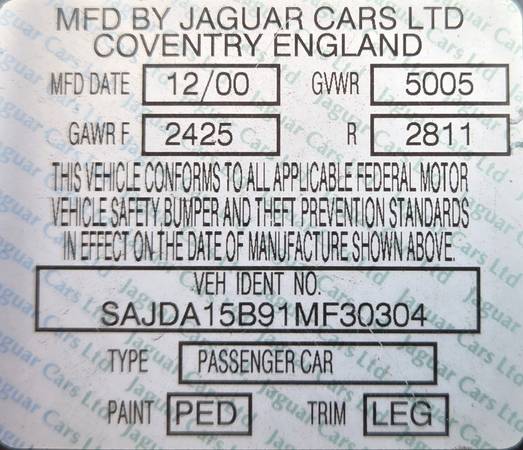 MFD BY JAGUAR CARS LTD
COVENTRY ENGLAND
MFD DATE 12/00 GVWR 5005
GAWR F 2425 R 2811
THIS VEHICLE CONFORMS TO ALL APPLICABLE FEDERAL MOTOR
VEHICLE SAFETY BUMPER AND THEFT PREVENTION STANDARDS
IN EFFECT ON THE DATE OF MANUFACTURE SHOWN ABOVE.
VEH IDENT NO.
SAJDA15B91MF30304
TYPE PASSENGER CAR
PAINT PED TRIM LEG